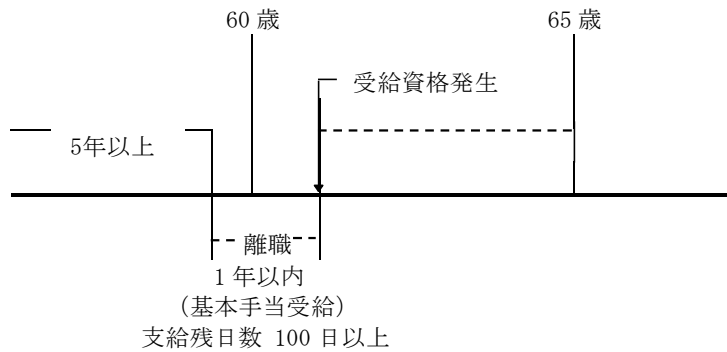 60 歳
65 歳
受給資格発生
5年以上
離職
1 年以内
(基本手当受給)
支給残日数 100 日以上